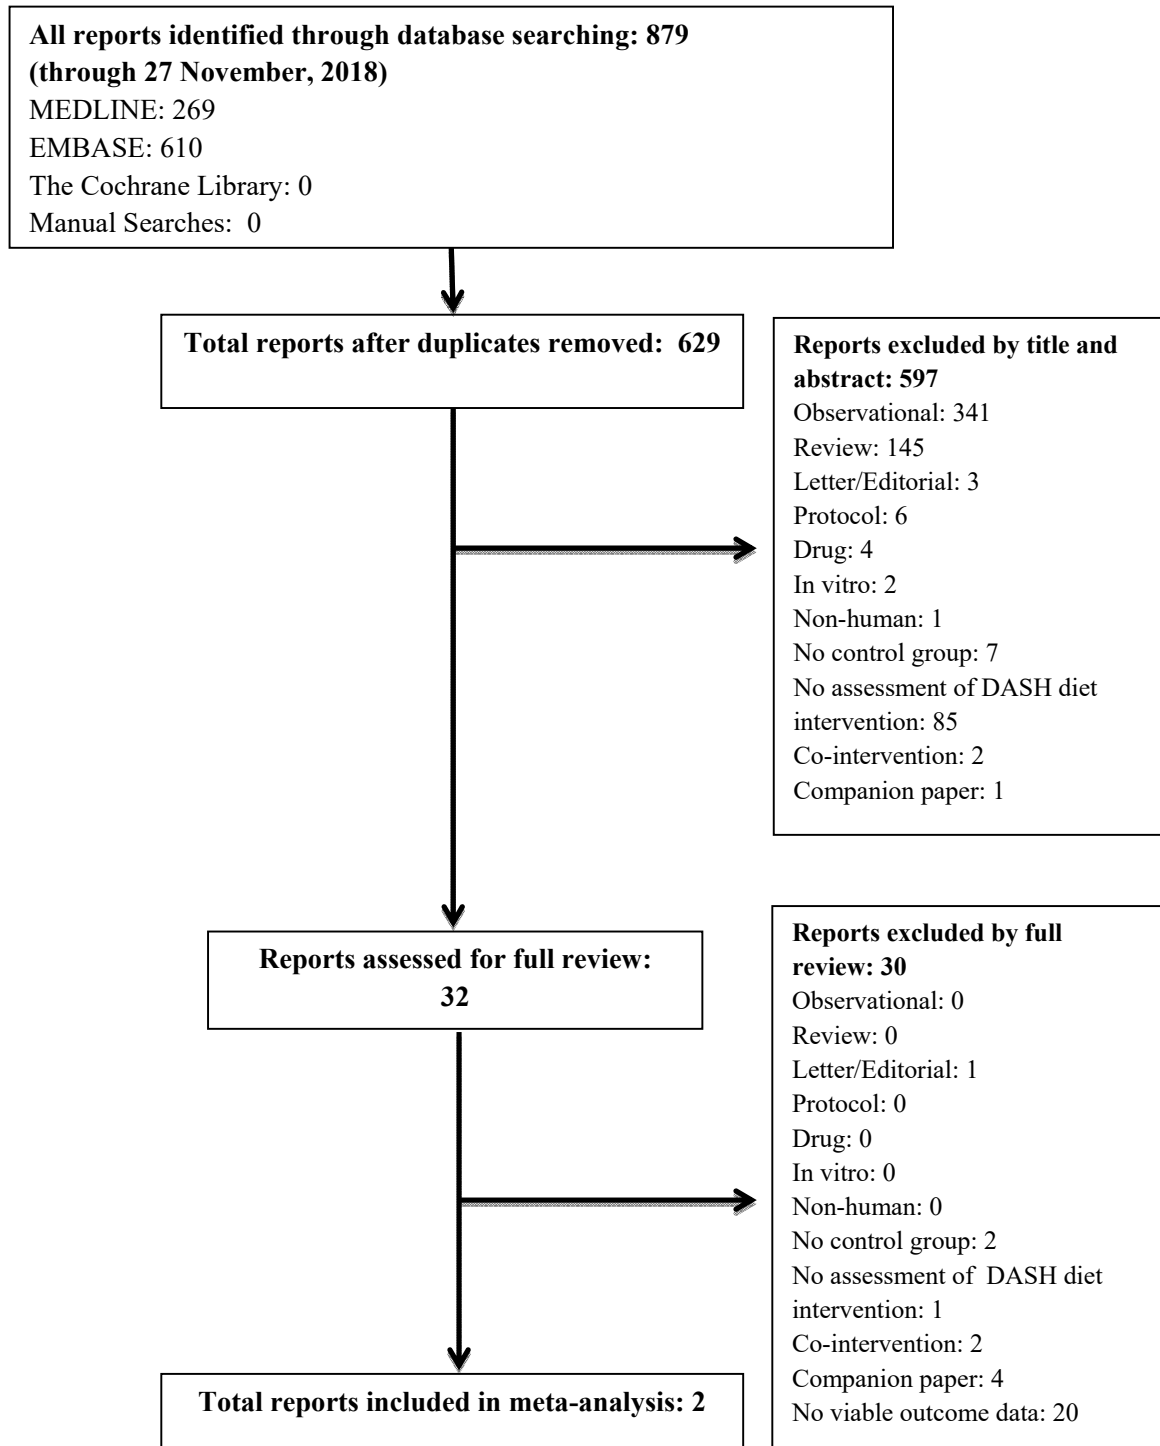 All reports identified through database searching: 879
(through 27 November, 2018)
MEDLINE: 269
EMBASE: 610
The Cochrane Library: 0
Manual Searches: 0
Total reports after duplicates removed: 629
Reports excluded by title and
abstract: 597
Observational: 341
Review: 145
Letter/Editorial: 3
Protocol: 6
Drug: 4
In vitro: 2
Non-human: 1
No control group: 7
No assessment of DASH diet
intervention: 85
Co-intervention: 2
Companion paper: 1
Reports assessed for full review:
32
Reports excluded by full
review: 30
Observational: 0
Review: 0
Letter/Editorial: 1
Protocol: 0
Drug: 0
In vitro: 0
Non-human: 0
No control group: 2
No assessment of DASH diet
intervention: 1
Co-intervention: 2
Companion paper: 4
No viable outcome data: 20
Total reports included in meta-analysis: 2